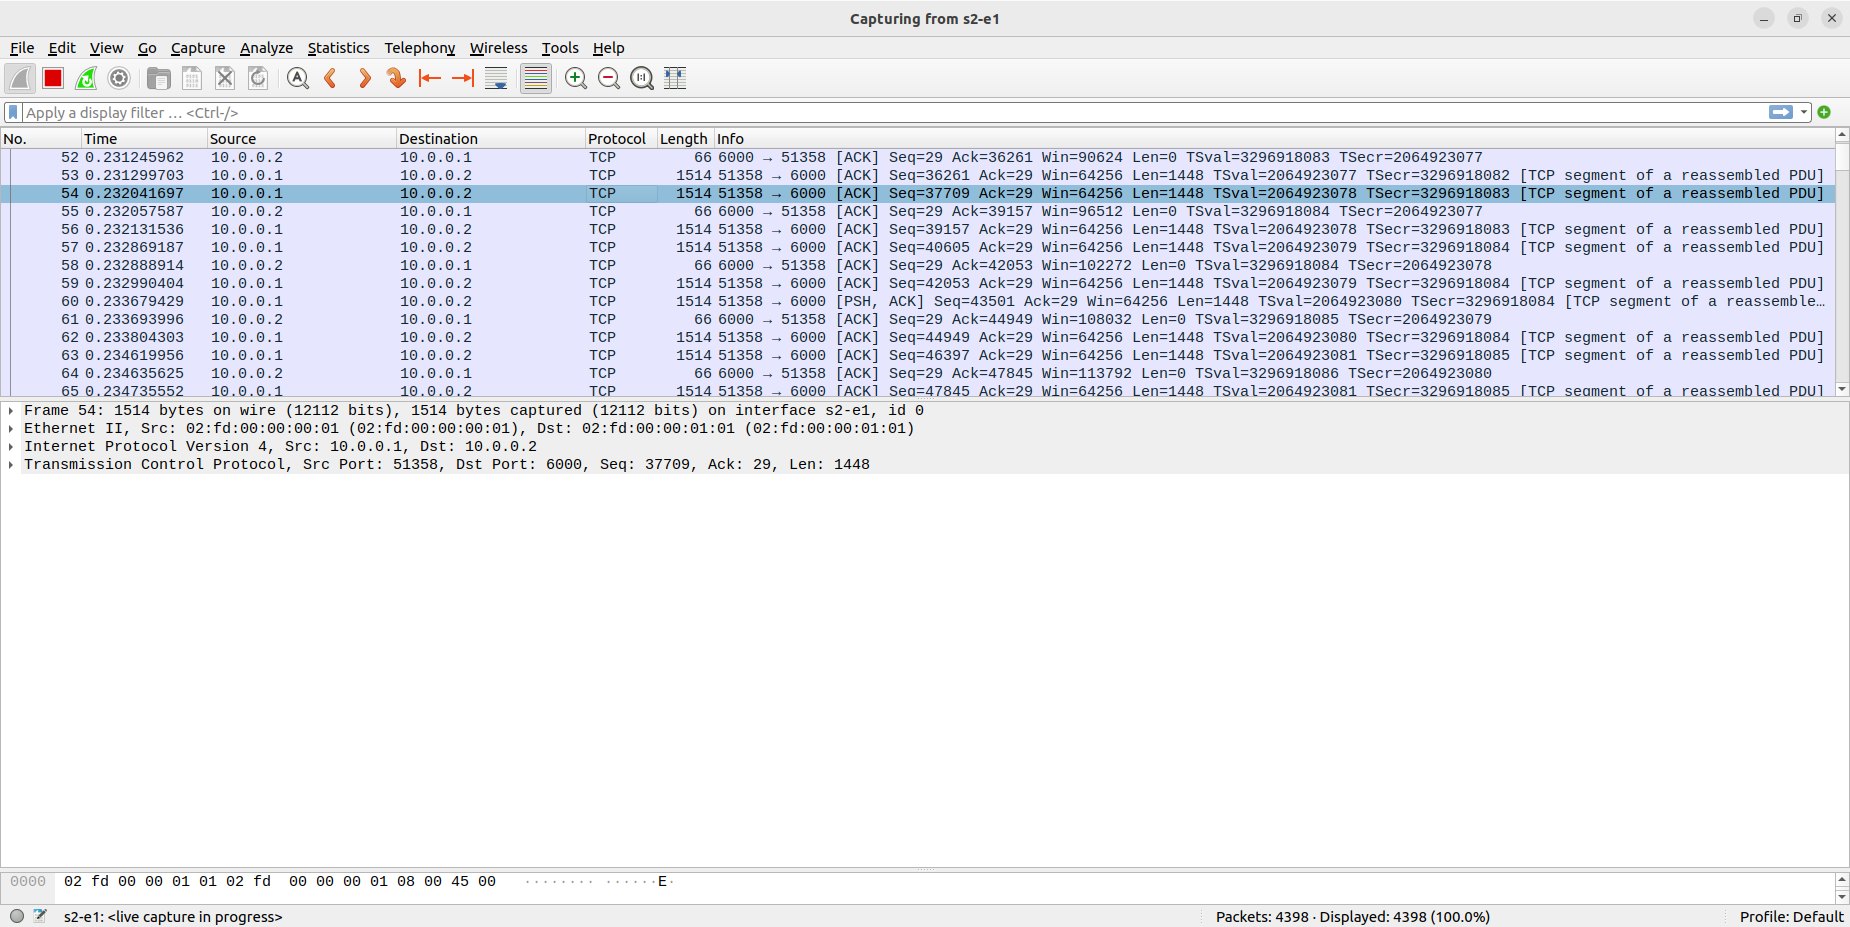 Capturing from s2-e1
File Edit View Go Capture Analyze Statistics Telephony Wireless Tools Help
Apply a display filter … <Ctrl-/>
No. Time Source Destination Protocol Length Info
52 0.231245962 10.0.0.2 10.0.0.1 TCP 66 6000 → 51358 [ACK] Seq=29 Ack=36261 Win=90624 Len=0 TSval=3296918083 TSecr=2064923077
53 0.231299703 10.0.0.1 10.0.0.2 TCP 1514 51358 → 6000 [ACK] Seq=36261 Ack=29 Win=64256 Len=1448 TSval=2064923077 TSecr=3296918082 [TCP segment of a reassembled PDU]
54 0.232041697 10.0.0.1 10.0.0.2 TCP 1514 51358 → 6000 [ACK] Seq=37709 Ack=29 Win=64256 Len=1448 TSval=2064923078 TSecr=3296918083 [TCP segment of a reassembled PDU]
55 0.232057587 10.0.0.2 10.0.0.1 TCP 66 6000 → 51358 [ACK] Seq=29 Ack=39157 Win=96512 Len=0 TSval=3296918084 TSecr=2064923077
56 0.232131536 10.0.0.1 10.0.0.2 TCP 1514 51358 → 6000 [ACK] Seq=39157 Ack=29 Win=64256 Len=1448 TSval=2064923078 TSecr=3296918083 [TCP segment of a reassembled PDU]
57 0.232869187 10.0.0.1 10.0.0.2 TCP 1514 51358 → 6000 [ACK] Seq=40605 Ack=29 Win=64256 Len=1448 TSval=2064923079 TSecr=3296918084 [TCP segment of a reassembled PDU]
58 0.232888914 10.0.0.2 10.0.0.1 TCP 66 6000 → 51358 [ACK] Seq=29 Ack=42053 Win=102272 Len=0 TSval=3296918084 TSecr=2064923078
59 0.232990404 10.0.0.1 10.0.0.2 TCP 1514 51358 → 6000 [ACK] Seq=42053 Ack=29 Win=64256 Len=1448 TSval=2064923079 TSecr=3296918084 [TCP segment of a reassembled PDU]
60 0.233679429 10.0.0.1 10.0.0.2 TCP 1514 51358 → 6000 [PSH, ACK] Seq=43501 Ack=29 Win=64256 Len=1448 TSval=2064923080 TSecr=3296918084 [TCP segment of a reassemble…
61 0.233693996 10.0.0.2 10.0.0.1 TCP 66 6000 → 51358 [ACK] Seq=29 Ack=44949 Win=108032 Len=0 TSval=3296918085 TSecr=2064923079
62 0.233804303 10.0.0.1 10.0.0.2 TCP 1514 51358 → 6000 [ACK] Seq=44949 Ack=29 Win=64256 Len=1448 TSval=2064923080 TSecr=3296918084 [TCP segment of a reassembled PDU]
63 0.234619956 10.0.0.1 10.0.0.2 TCP 1514 51358 → 6000 [ACK] Seq=46397 Ack=29 Win=64256 Len=1448 TSval=2064923081 TSecr=3296918085 [TCP segment of a reassembled PDU]
64 0.234635625 10.0.0.2 10.0.0.1 TCP 66 6000 → 51358 [ACK] Seq=29 Ack=47845 Win=113792 Len=0 TSval=3296918086 TSecr=2064923080
65 0.234735552 10.0.0.1 10.0.0.2 TCP 1514 51358 → 6000 [ACK] Seq=47845 Ack=29 Win=64256 Len=1448 TSval=2064923081 TSecr=3296918085 [TCP segment of a reassembled PDU]
Frame 54: 1514 bytes on wire (12112 bits), 1514 bytes captured (12112 bits) on interface s2-e1, id 0
Ethernet II, Src: 02:fd:00:00:00:01 (02:fd:00:00:00:01), Dst: 02:fd:00:00:01:01 (02:fd:00:00:01:01)
Internet Protocol Version 4, Src: 10.0.0.1, Dst: 10.0.0.2
Transmission Control Protocol, Src Port: 51358, Dst Port: 6000, Seq: 37709, Ack: 29, Len: 1448
0000 02 fd 00 00 01 01 02 fd 00 00 00 01 08 00 45 00 ········ ······E·
s2-e1: <live capture in progress> Packets: 4398 · Displayed: 4398 (100.0%) Profile: Default